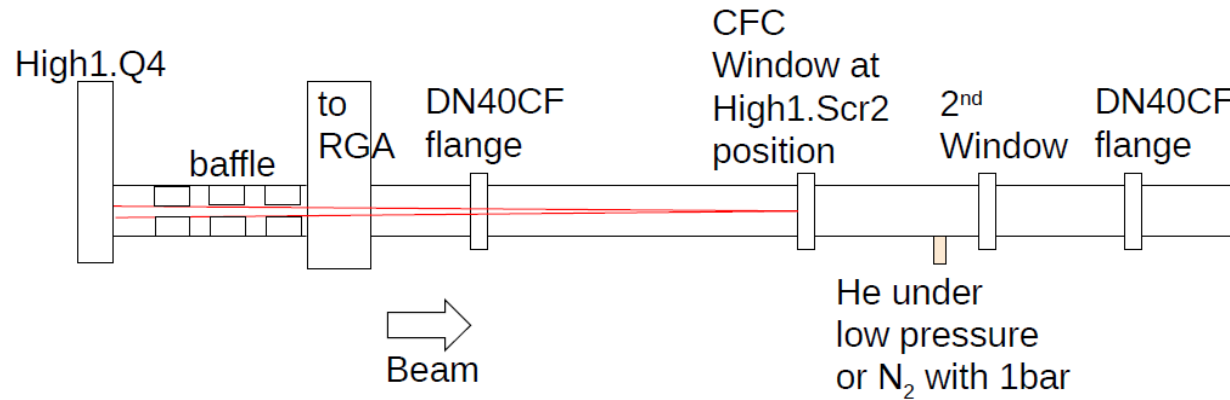 High1.Q4
baffle
to
RGA
DN40CF
flange
CFC
Window at
High1.Scr2
position
2nd
Window
DN40CF
flange
Beam
He under
low pressure
or N2 with 1bar